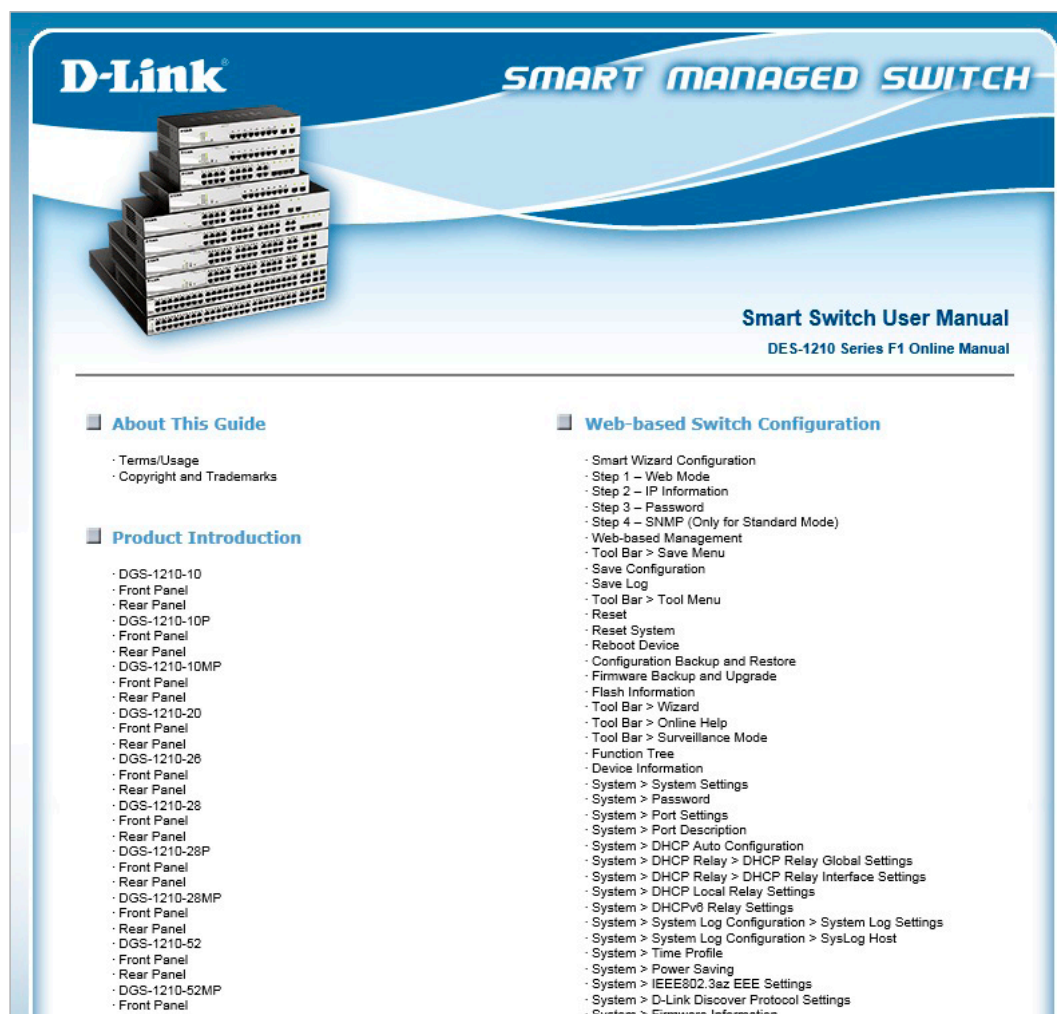 D-Link
SMART MANAGED SWITCH
Smart Switch User Manual
DES-1210 Series F1 Online Manual
About This Guide
· Terms/Usage
· Copyright and Trademarks
Product Introduction
· DGS-1210-10
· Front Panel
· Rear Panel
· DGS-1210-10P
· Front Panel
· Rear Panel
· DGS-1210-10MP
· Front Panel
· Rear Panel
· DGS-1210-20
· Front Panel
· Rear Panel
· DGS-1210-26
· Front Panel
· Rear Panel
· DGS-1210-28
· Front Panel
· Rear Panel
· DGS-1210-28P
· Front Panel
· Rear Panel
· DGS-1210-28MP
· Front Panel
· Rear Panel
· DGS-1210-52
· Front Panel
· Rear Panel
· DGS-1210-52MP
· Front Panel
Web-based Switch Configuration
· Smart Wizard Configuration
· Step 1 – Web Mode
· Step 2 – IP Information
· Step 3 – Password
· Step 4 – SNMP (Only for Standard Mode)
· Web-based Management
· Tool Bar > Save Menu
· Save Configuration
· Save Log
· Tool Bar > Tool Menu
· Reset
· Reset System
· Reboot Device
· Configuration Backup and Restore
· Firmware Backup and Upgrade
· Flash Information
· Tool Bar > Wizard
· Tool Bar > Online Help
· Tool Bar > Surveillance Mode
· Function Tree
· Device Information
· System > System Settings
· System > Password
· System > Port Settings
· System > Port Description
· System > DHCP Auto Configuration
· System > DHCP Relay > DHCP Relay Global Settings
· System > DHCP Relay > DHCP Relay Interface Settings
· System > DHCP Local Relay Settings
· System > DHCPv6 Relay Settings
· System > System Log Configuration > System Log Settings
· System > System Log Configuration > SysLog Host
· System > Time Profile
· System > Power Saving
· System > IEEE802.3az EEE Settings
· System > D-Link Discover Protocol Settings
· System > Firmware Information